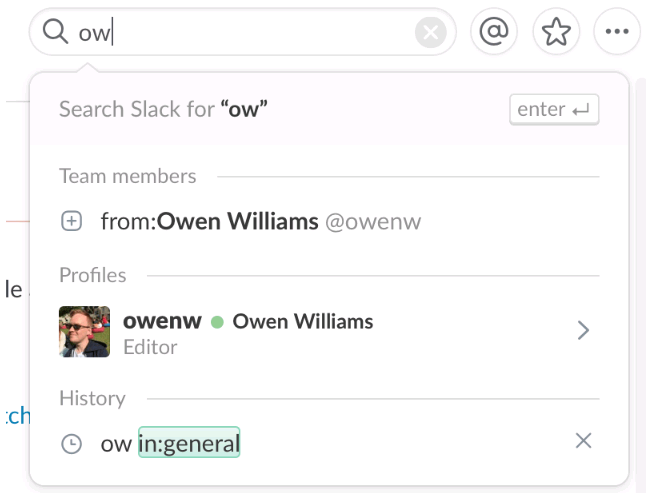 ow
Search Slack for “ow”
enter ↵
Team members
from:Owen Williams @owenw
Profiles
le
owenw Owen Williams
Editor
History
tch
ow in:general